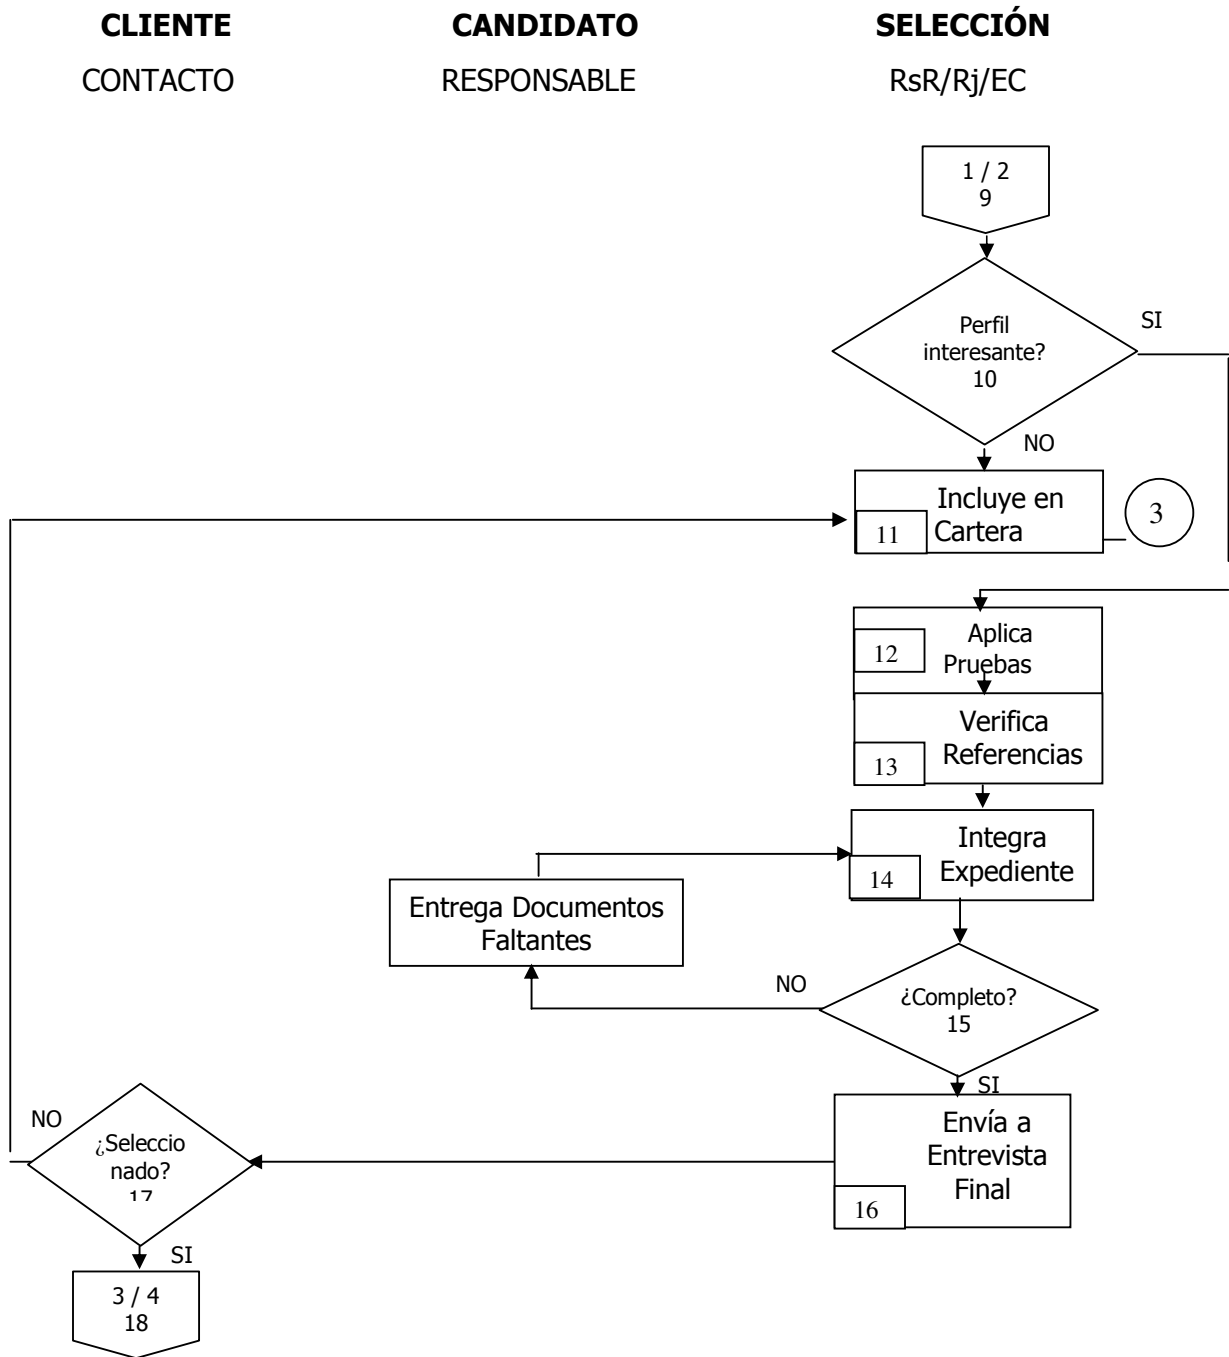 CLIENTE CANDIDATO SELECCIÓN
CONTACTO RESPONSABLE RsR/Rj/EC
1 / 2
9
Perfil
interesante?
10
SI
NO
Incluye en
Cartera
11
3
Aplica
Pruebas
12
Verifica
Referencias
13
Integra
Expediente
14
Entrega Documentos
Faltantes
NO
¿Completo?
15
SI
Envía a
Entrevista
Final
16
NO
¿Seleccio
nado?
17
SI
3 / 4
18